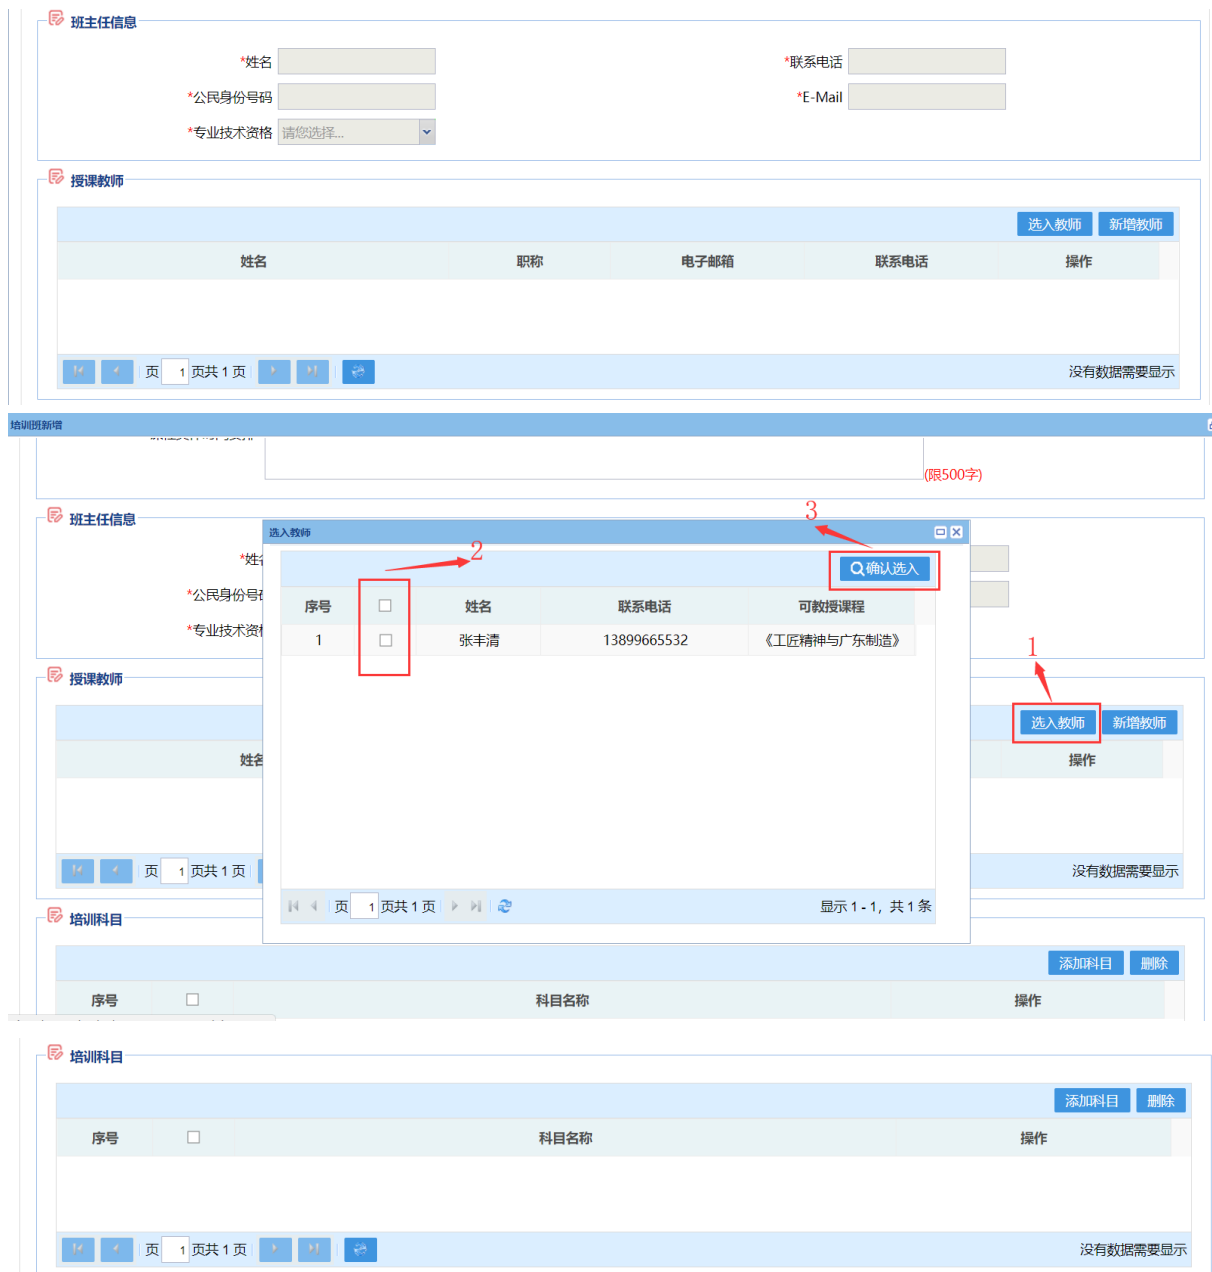 班主任信息
*姓名
*联系电话
*公民身份号码
*E-Mail
*专业技术资格 请您选择...
授课教师
选入教师 新增教师
姓名 职称 电子邮箱 联系电话 操作
页 1 页共 1 页 没有数据需要显示
培训班新增
(限500字)
班主任信息
3
选入教师
2
*姓
确认选入
*公民身份号
序号 姓名 联系电话 可教授课程
*专业技术资
1 张丰清 13899665532 《工匠精神与广东制造》
1
授课教师
选入教师 新增教师
姓名 操作
页 1 页共 1 页 没有数据需要显示
页 1 页共 1 页 显示 1 - 1, 共 1 条
培训科目
添加科目 删除
序号 科目名称 操作
培训科目
添加科目 删除
序号 科目名称 操作
页 1 页共 1 页 没有数据需要显示